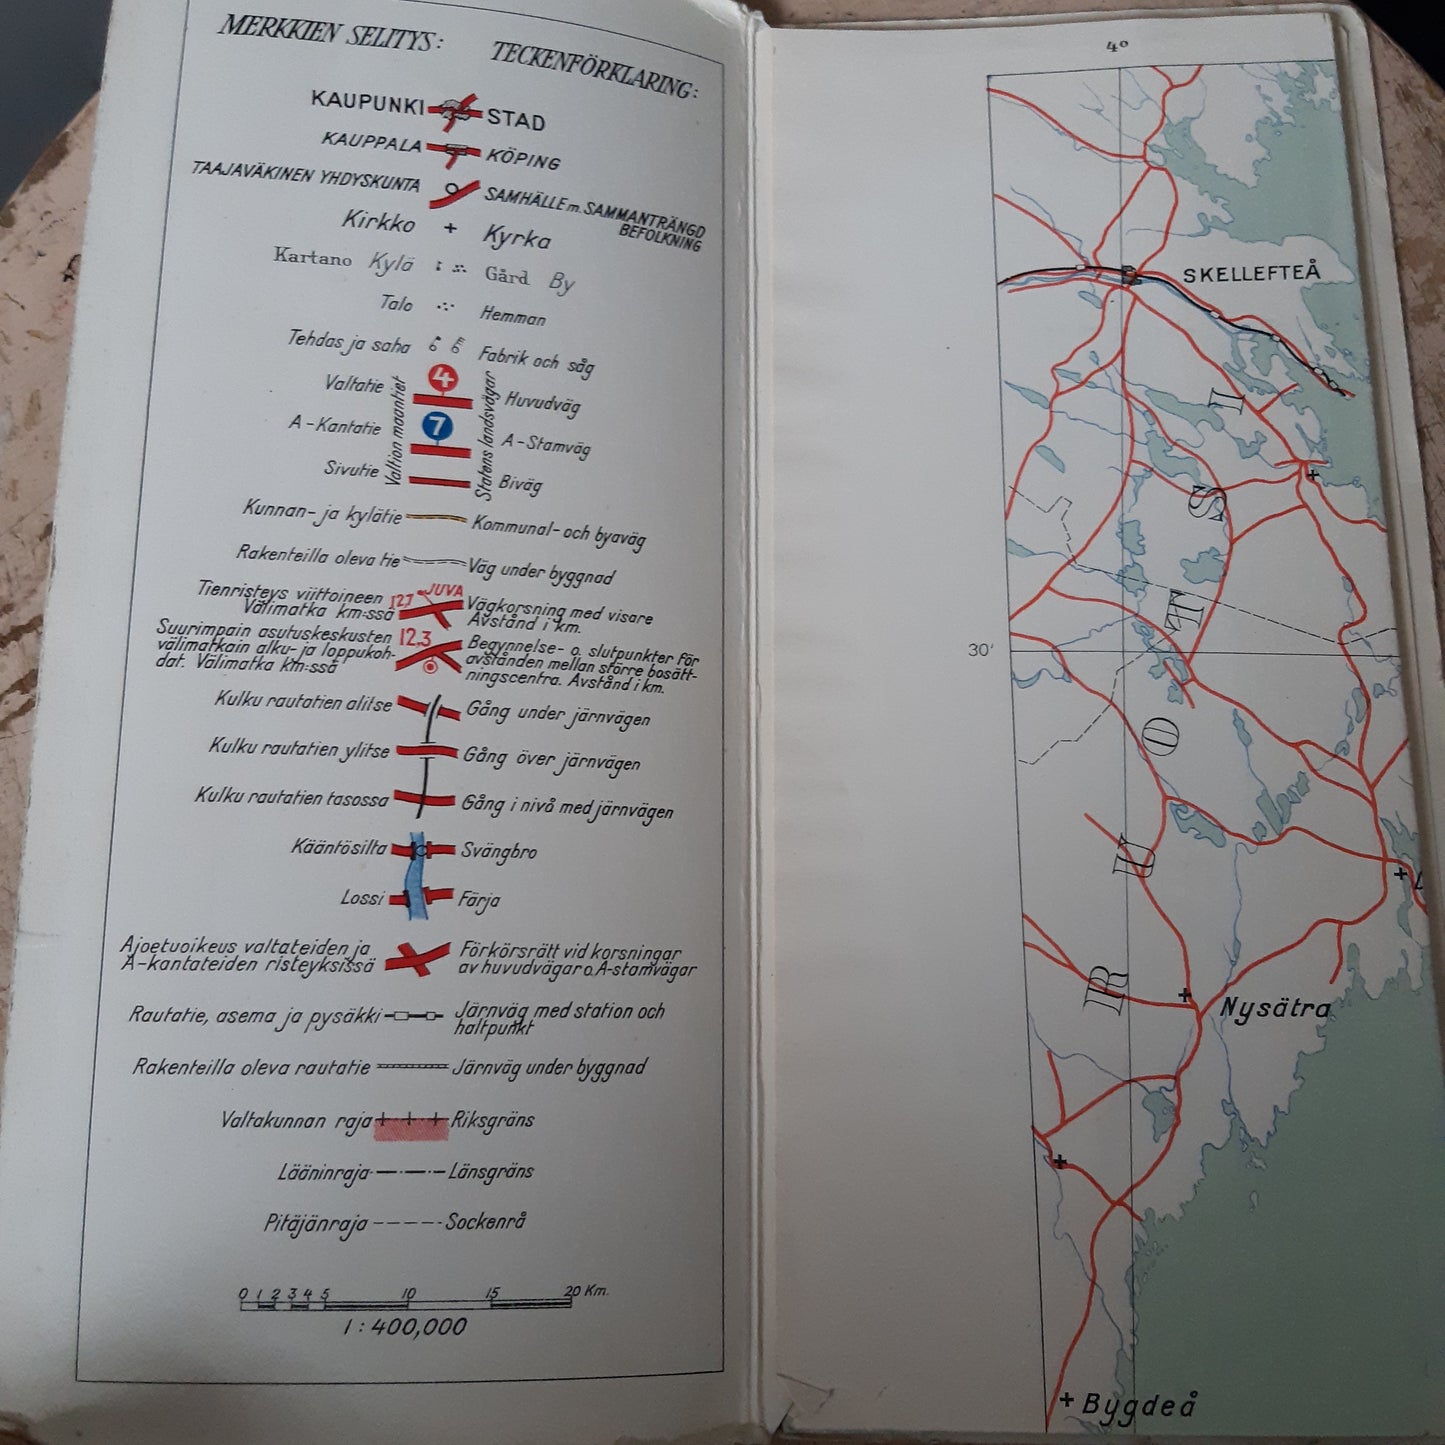 MERKKIEN SELITYS: TECKENFÖRKLARING:
KAUPUNKI STAD
KAUPPALA KÖPING
TAAJAVÄKINEN YHDYSKUNTA SAMHÄLLE m. SAMMANTRÄNGD
BEFOLKNING
Kirkko + Kyrka
Kartano Kylä Gård By
Talo Hemman
Tehdas ja saha Fabrik och såg
Valtatie 4 Huvudväg
A-Kantatie 7 A-Stamväg
Sivutie Biväg
Valtion maantiet
Statens landsvägar
Kunnan- ja kylätie Kommunal- och byaväg
Rakenteilla oleva tie Väg under byggnad
Tienristeys viittoineen 12.7 JUVA Vägkorsning med visare
Välimatka km:ssä Avstånd i km.
Suurimpain asutuskeskusten 12.3 Begynnelse- o. slutpunkter för
välimatkain alku- ja loppukoh- avstånden mellan större bosätt-
dat. Välimatka km-ssä ningscentra. Avstånd i km.
Kulku rautatien alitse Gång under järnvägen
Kulku rautatien ylitse Gång över järnvägen
Kulku rautatien tasossa Gång i nivå med järnvägen
Kääntösilta Svängbro
Lossi Färja
Ajoetuoikeus valtateiden ja Förkörsrätt vid korsningar
A-kantateiden risteyksissä av huvudvägar o. A-stamvägar
Rautatie, asema ja pysäkki Järnväg med station och
haltpunkt
Rakenteilla oleva rautatie Järnväg under byggnad
Valtakunnan raja Riksgräns
Lääninraja Länsgräns
Pitäjänraja Sockenrå
0 1 2 3 4 5 10 15 20 Km.
1:400,000
4°
SKELLEFTEÅ
30'
RUOTSI
Nysätra
Bygdeå